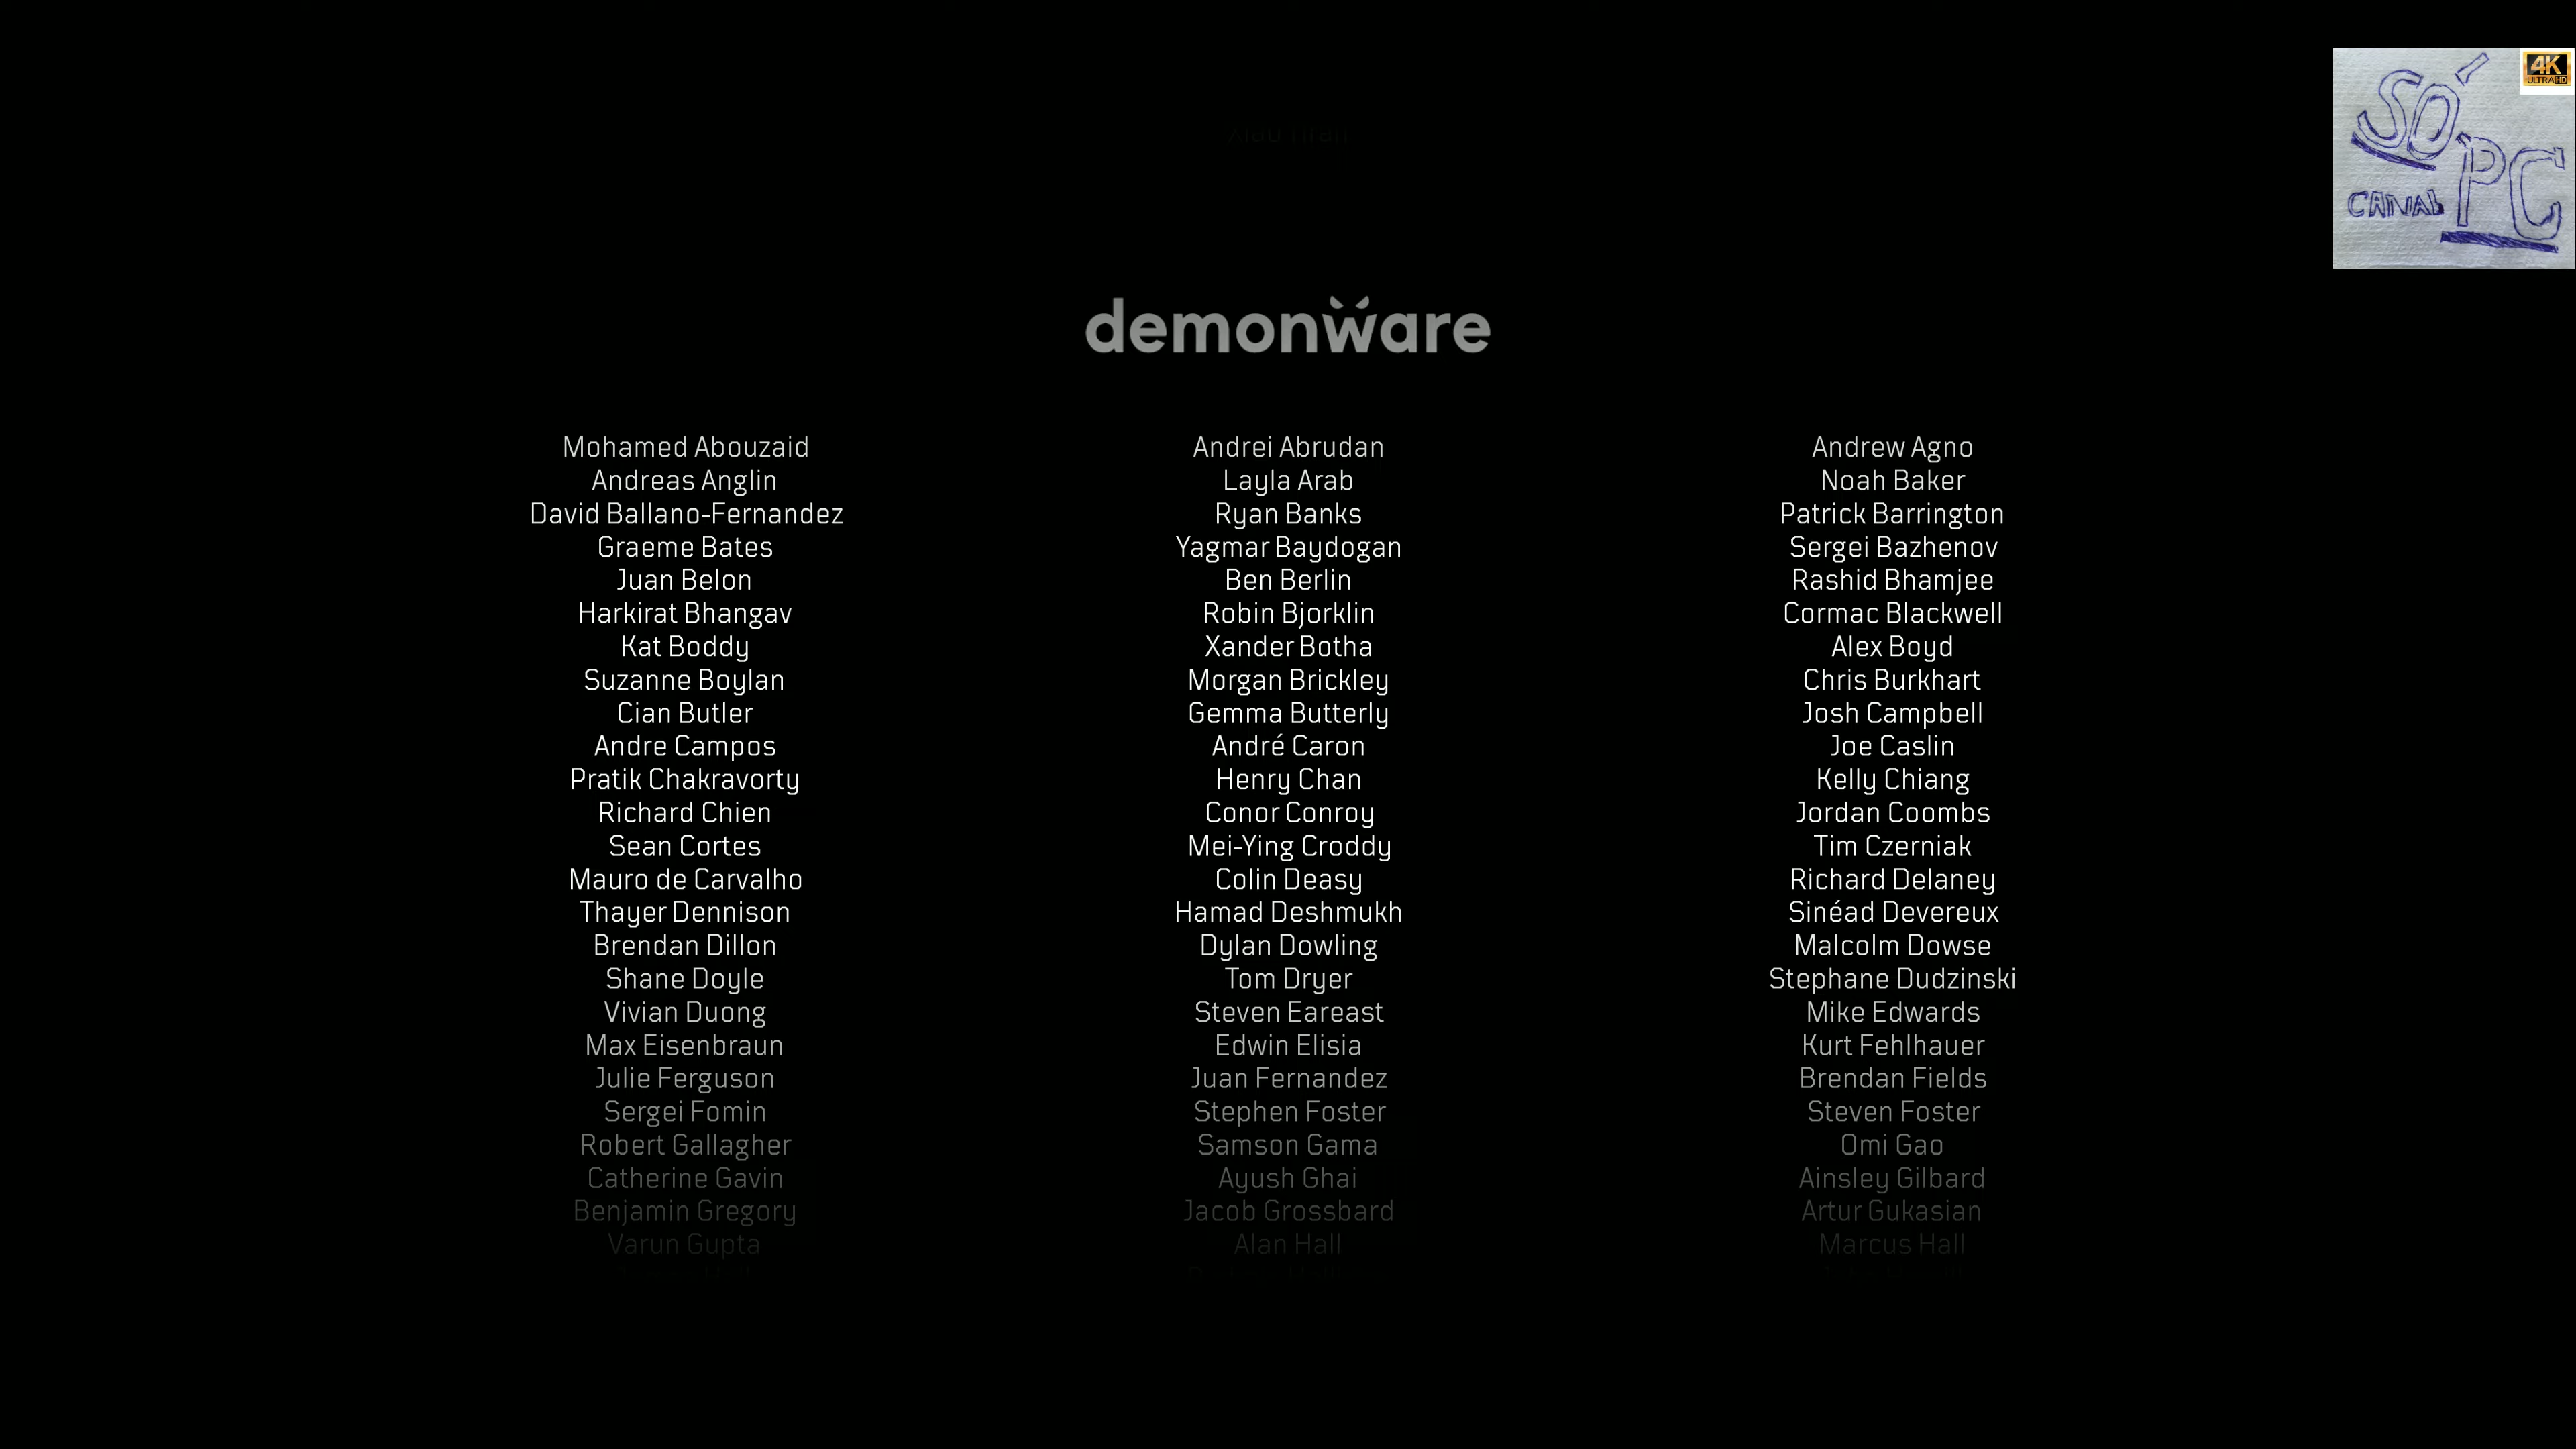 demonware
Mohamed Abouzaid Andrei Abrudan Andrew Agno
Andreas Anglin Layla Arab Noah Baker
David Ballano-Fernandez Ryan Banks Patrick Barrington
Graeme Bates Yagmar Baydogan Sergei Bazhenov
Juan Belon Ben Berlin Rashid Bhamjee
Harkirat Bhangav Robin Bjorklin Cormac Blackwell
Kat Boddy Xander Botha Alex Boyd
Suzanne Boylan Morgan Brickley Chris Burkhart
Cian Butler Gemma Butterly Josh Campbell
Andre Campos André Caron Joe Caslin
Pratik Chakravorty Henry Chan Kelly Chiang
Richard Chien Conor Conroy Jordan Coombs
Sean Cortes Mei-Ying Croddy Tim Czerniak
Mauro de Carvalho Colin Deasy Richard Delaney
Thayer Dennison Hamad Deshmukh Sinéad Devereux
Brendan Dillon Dylan Dowling Malcolm Dowse
Shane Doyle Tom Dryer Stephane Dudzinski
Vivian Duong Steven Eareast Mike Edwards
Max Eisenbraun Edwin Elisia Kurt Fehlhauer
Julie Ferguson Juan Fernandez Brendan Fields
Sergei Fomin Stephen Foster Steven Foster
Robert Gallagher Samson Gama Omi Gao
Catherine Gavin Ayush Ghai Ainsley Gilbard
Benjamin Gregory Jacob Grossbard Artur Gukasian
Varun Gupta Alan Hall Marcus Hall
SÓ
PC
CANAL
4K
ULTRA HD